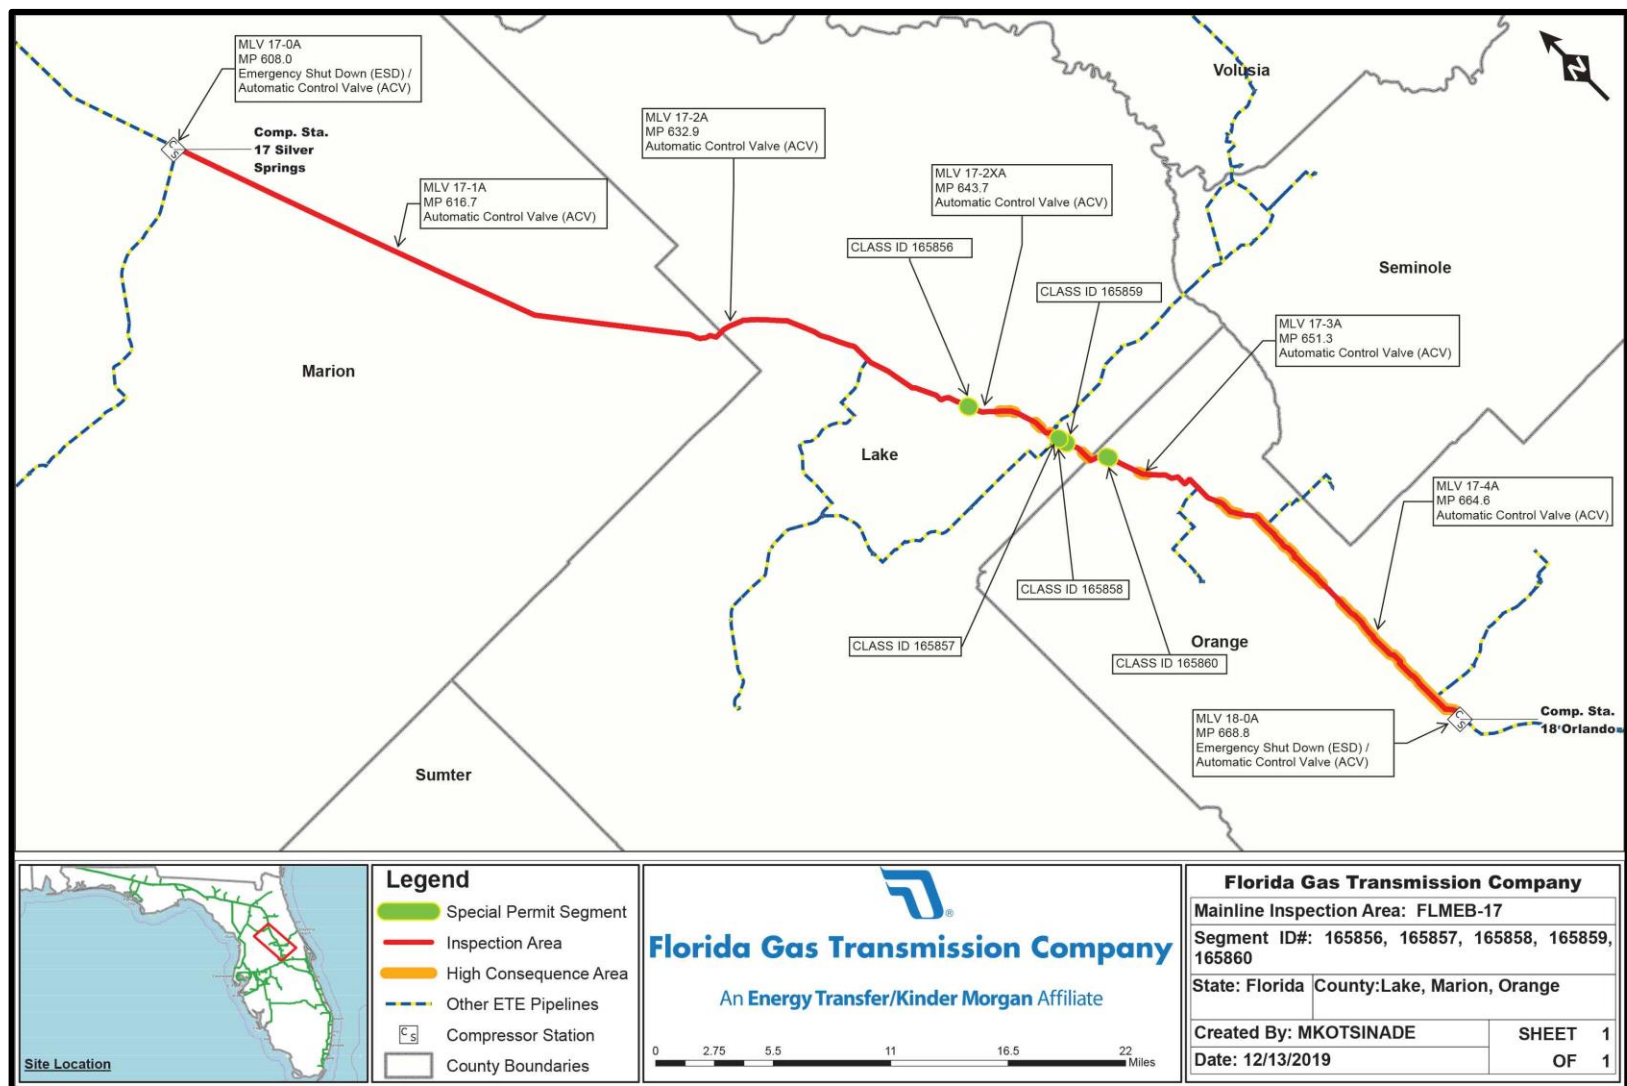 MLV 17-0A
MP 608.0
Emergency Shut Down (ESD) /
Automatic Control Valve (ACV)
Comp. Sta.
17 Silver
Springs
C
S
MLV 17-1A
MP 616.7
Automatic Control Valve (ACV)
MLV 17-2A
MP 632.9
Automatic Control Valve (ACV)
MLV 17-2XA
MP 643.7
Automatic Control Valve (ACV)
CLASS ID 165856
CLASS ID 165859
Volusia
N
Seminole
MLV 17-3A
MP 651.3
Automatic Control Valve (ACV)
Marion
Lake
MLV 17-4A
MP 664.6
Automatic Control Valve (ACV)
CLASS ID 165858
CLASS ID 165857
CLASS ID 165860
Orange
MLV 18-0A
MP 668.8
Emergency Shut Down (ESD) /
Automatic Control Valve (ACV)
C
S
Comp. Sta.
18 Orlando
Sumter
Site Location
Legend
Special Permit Segment
Inspection Area
High Consequence Area
Other ETE Pipelines
C S
Compressor Station
County Boundaries
®
Florida Gas Transmission Company
An Energy Transfer/Kinder Morgan Affiliate
0 2.75 5.5 11 16.5 22
Miles
Florida Gas Transmission Company
Mainline Inspection Area: FLMEB-17
Segment ID#: 165856, 165857, 165858, 165859,
165860
State: Florida County:Lake, Marion, Orange
Created By: MKOTSINADE SHEET 1
Date: 12/13/2019 OF 1